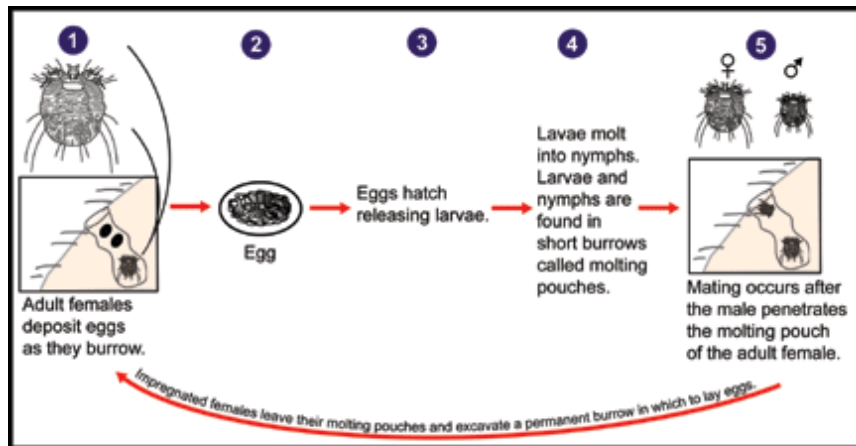 1
2
3
4
5
♀
♂
Adult females
deposit eggs
as they burrow.
Egg
Eggs hatch
releasing larvae.
Lavae molt
into nymphs.
Larvae and
nymphs are
found in
short burrows
called molting
pouches.
Mating occurs after
the male penetrates
the molting pouch
of the adult female.
Impregnated females leave their molting pouches and excavate a permanent burrow in which to lay eggs.